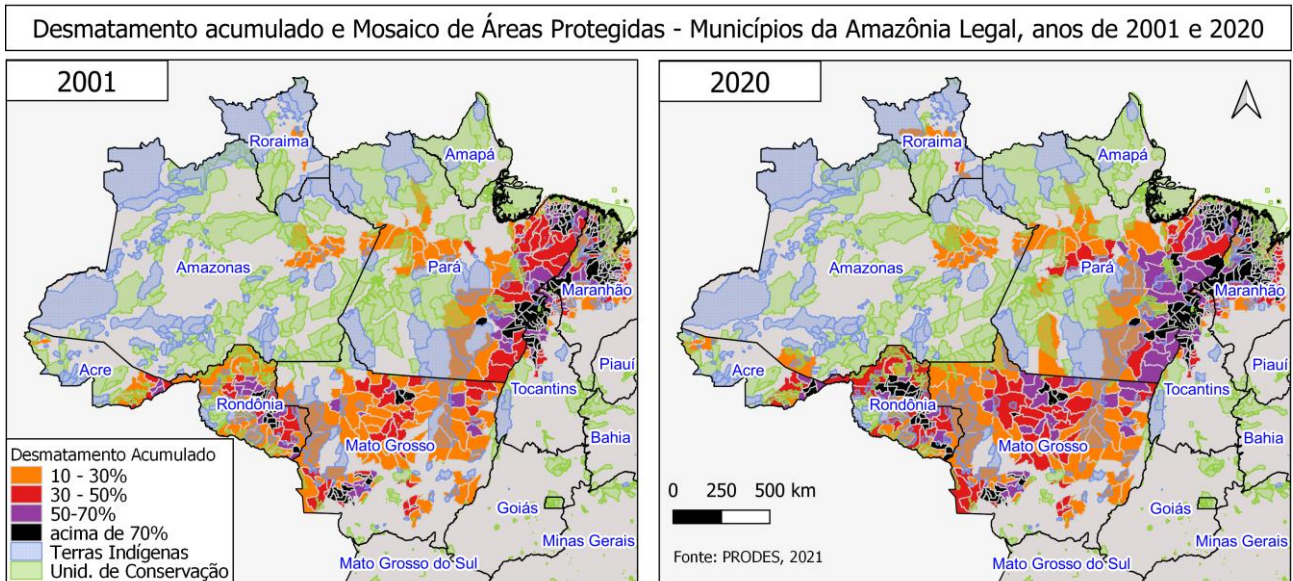 Desmatamento acumulado e Mosaico de Áreas Protegidas - Municípios da Amazônia Legal, anos de 2001 e 2020
2001
Roraima
Amapá
Amazonas
Pará
Maranhão
Acre
Piauí
Tocantins
Rondônia
Bahia
Mato Grosso
Goiás
Minas Gerais
Mato Grosso do Sul
Desmatamento Acumulado
10 - 30%
30 - 50%
50-70%
acima de 70%
Terras Indígenas
Unid. de Conservação
2020
Roraima
Amapá
Amazonas
Pará
Maranhão
Acre
Piauí
Tocantins
Rondônia
Bahia
Mato Grosso
0 250 500 km
Goiás
Minas Gerais
Fonte: PRODES, 2021
Mato Grosso do Sul